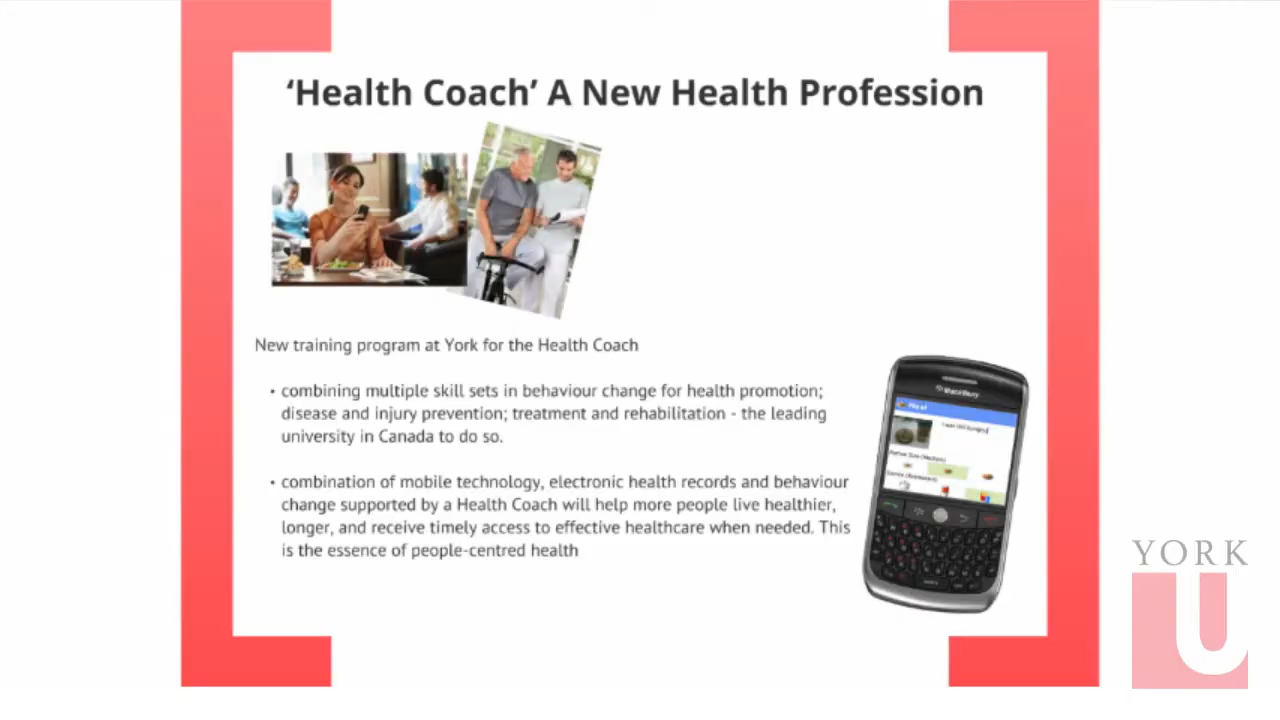 ‘Health Coach’ A New Health Profession
New training program at York for the Health Coach
• combining multiple skill sets in behaviour change for health promotion;
disease and injury prevention; treatment and rehabilitation - the leading
university in Canada to do so.
• combination of mobile technology, electronic health records and behaviour
change supported by a Health Coach will help more people live healthier,
longer, and receive timely access to effective healthcare when needed. This
is the essence of people-centred health
BlackBerry
YORK
U